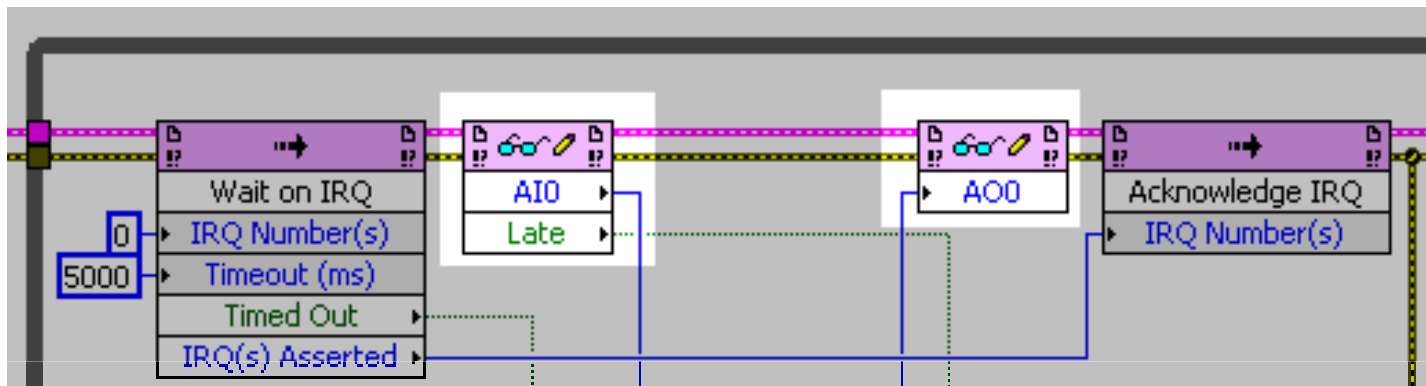 Wait on IRQ
0
IRQ Number(s)
5000
Timeout (ms)
Timed Out
IRQ(s) Asserted
!?
!?
AI0
Late
!?
!?
AO0
!?
!?
Acknowledge IRQ
IRQ Number(s)
!?
!?